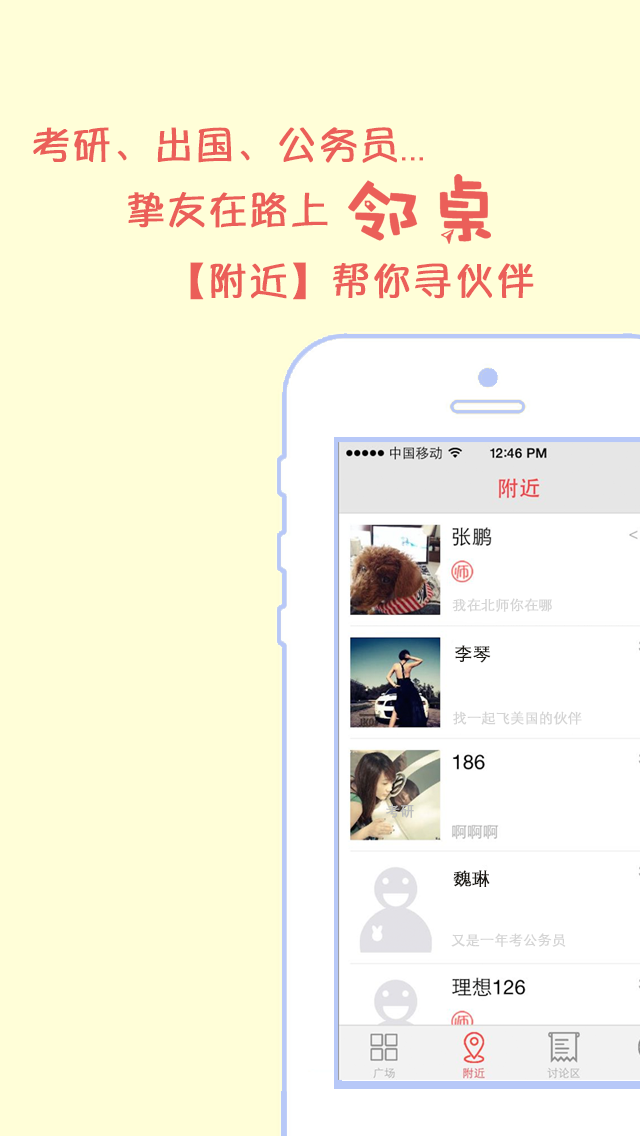 考研、出国、公务员...
挚友在路上 邻桌
【附近】帮你寻伙伴
中国移动 12:46 PM
附近
张鹏
<
师
我在北师你在哪
李琴
找一起飞美国的伙伴
186
考研
啊啊啊
魏琳
又是一年考公务员
理想126
师
广场 附近 讨论区